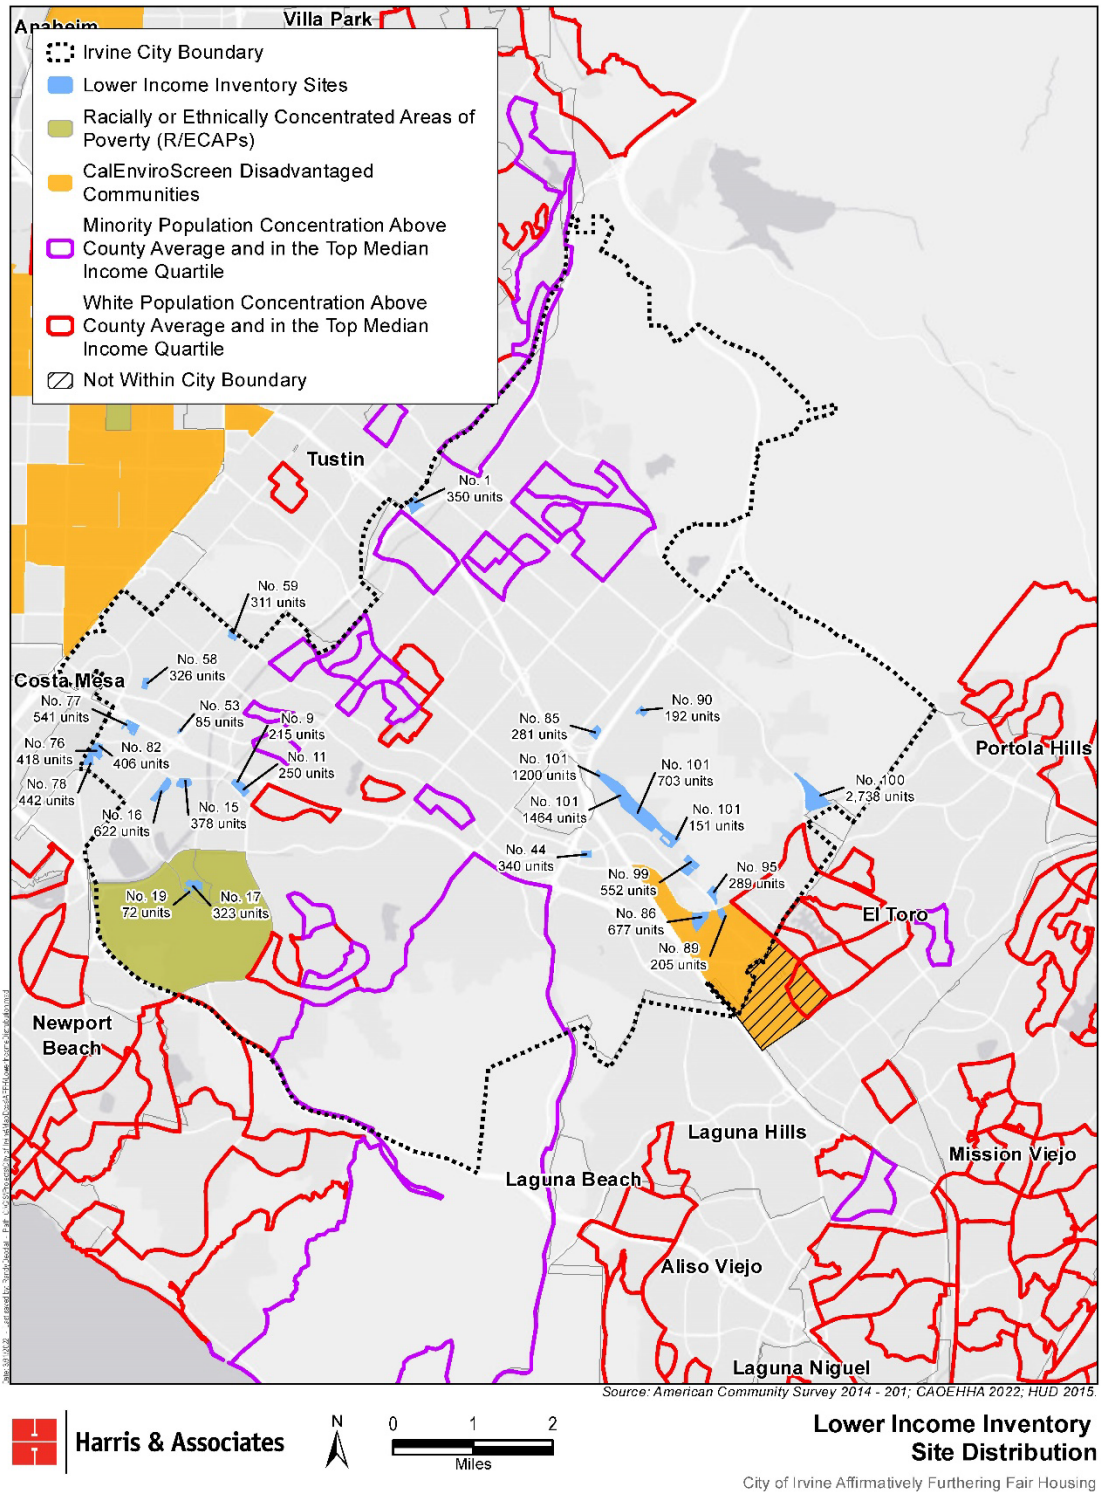 Anaheim
Villa Park
Irvine City Boundary
Lower Income Inventory Sites
Racially or Ethnically Concentrated Areas of
Poverty (R/ECAPs)
CalEnviroScreen Disadvantaged
Communities
Minority Population Concentration Above
County Average and in the Top Median
Income Quartile
White Population Concentration Above
County Average and in the Top Median
Income Quartile
Not Within City Boundary
Tustin
No. 1
350 units
No. 59
311 units
No. 58
326 units
Costa Mesa
No. 77
541 units
No. 53
85 units
No. 9
215 units
No. 76
418 units
No. 82
406 units
No. 11
250 units
No. 78
442 units
No. 16
622 units
No. 15
378 units
No. 90
192 units
No. 85
281 units
No. 101
1200 units
No. 101
703 units
No. 100
2,738 units
No. 101
1464 units
No. 101
151 units
No. 44
340 units
No. 99
552 units
No. 95
289 units
No. 86
677 units
No. 89
205 units
No. 19
72 units
No. 17
323 units
Portola Hills
El Toro
Newport
Beach
Laguna Hills
Mission Viejo
Laguna Beach
Aliso Viejo
Laguna Niguel
Source: American Community Survey 2014 - 201; CAOEHHA 2022; HUD 2015.
Harris & Associates
N
0 1 2
Miles
Lower Income Inventory
Site Distribution
City of Irvine Affirmatively Furthering Fair Housing